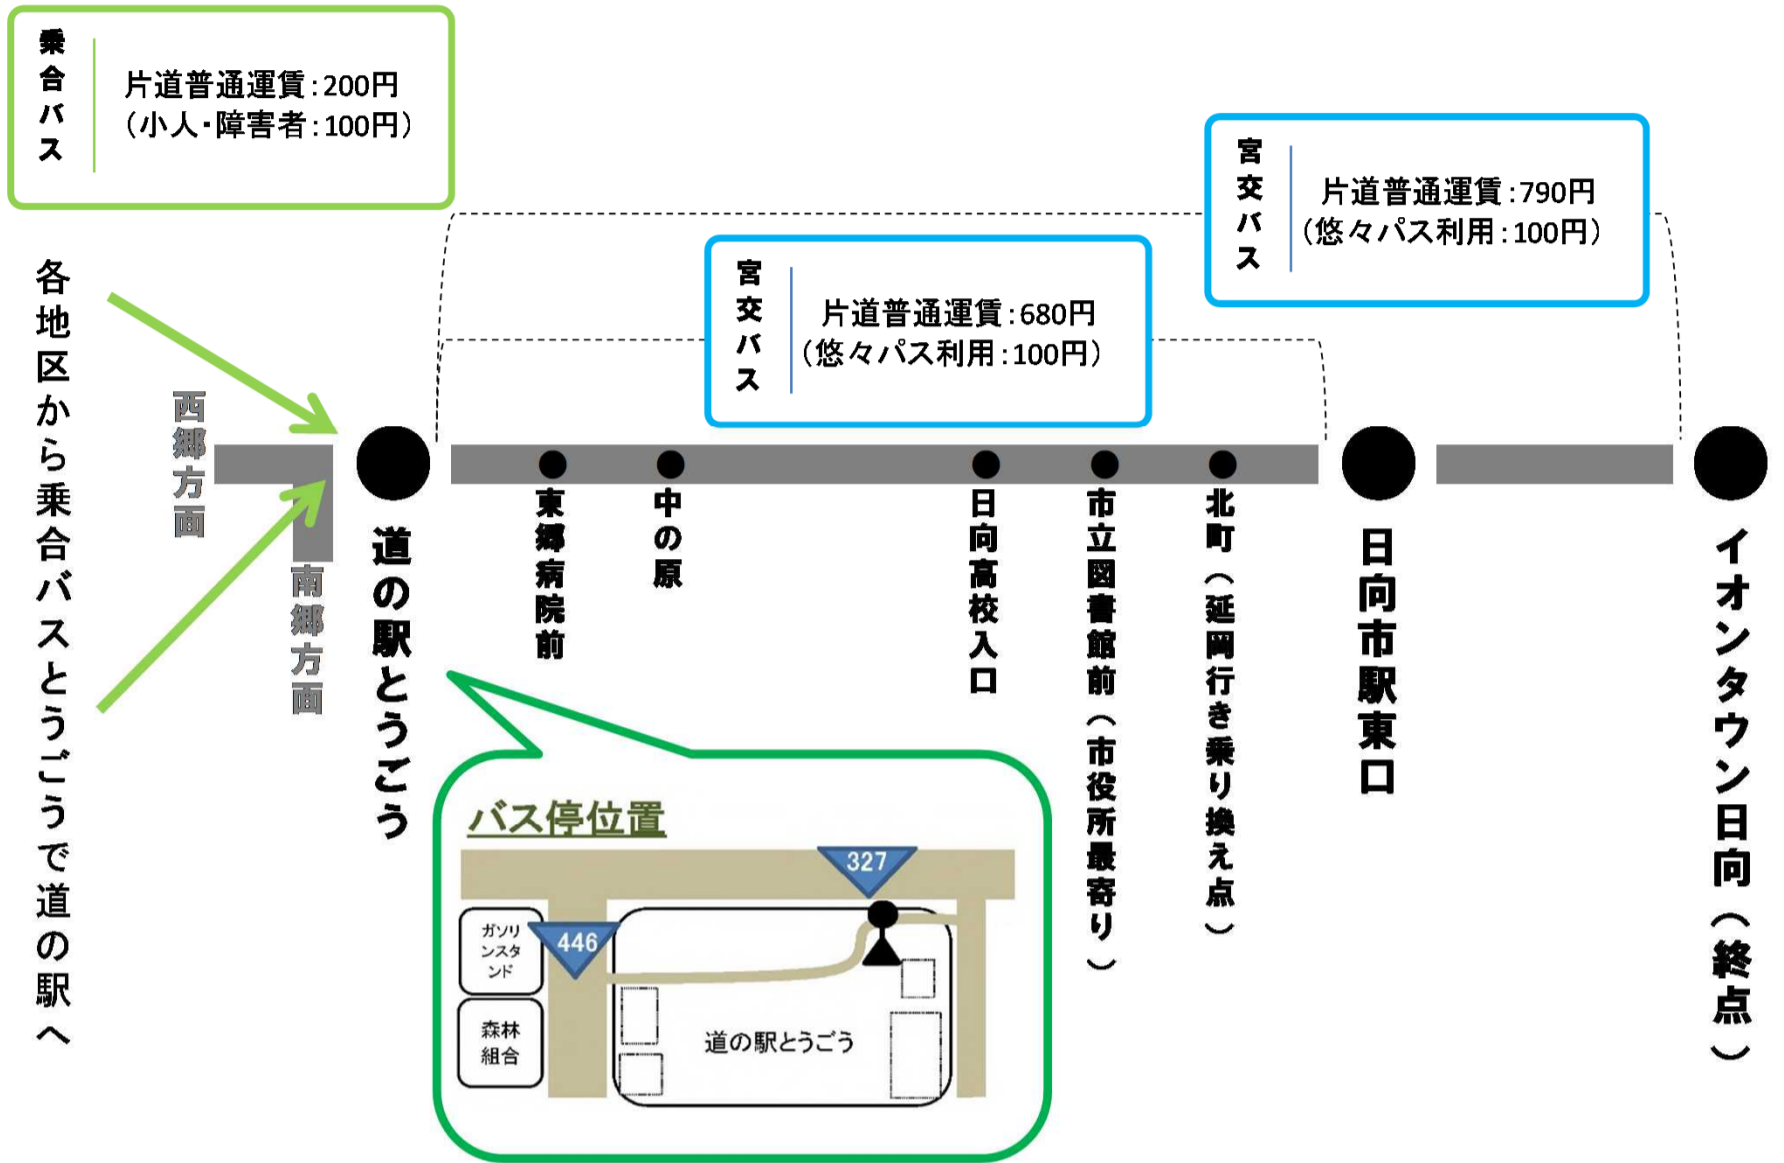 乗合バス
片道普通運賃：200円
（小人・障害者：100円）
宮交バス
片道普通運賃：790円
（悠々パス利用：100円）
宮交バス
片道普通運賃：680円
（悠々パス利用：100円）
各地区から乗合バスとうごうで道の駅へ
西郷方面
南郷方面
道の駅とうごう
東郷病院前
中の原
日向高校入口
市立図書館前（市役所最寄り）
北町（延岡行き乗り換え点）
日向市駅東口
イオンタウン日向（終点）
バス停位置
327
446
ガソリ
ンスタ
ンド
森林
組合
道の駅とうごう